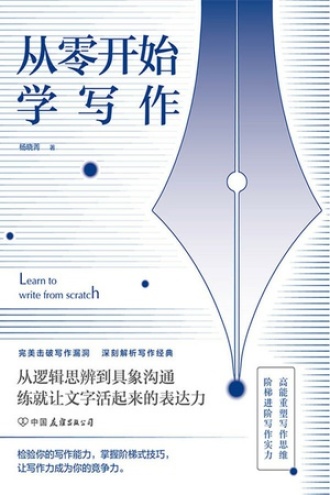 从零开始
学写作
杨晓菁 著
Learn to
write from scratch
完美击破写作漏洞 深刻解析写作经典
从逻辑思辨到具象沟通
练就让文字活起来的表达力
高能重塑写作思维
阶梯进阶写作实力
中国友谊出版公司
检验你的写作能力，掌握阶梯式技巧，
让写作力成为你的竞争力。